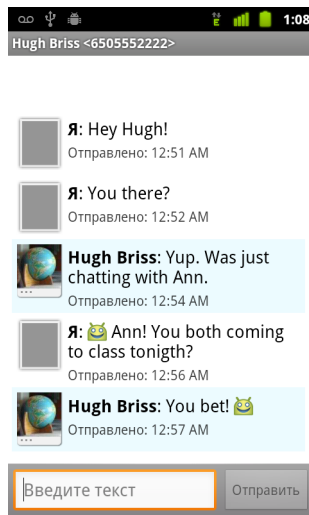 1:08
Hugh Briss <6505552222>
Я: Hey Hugh!
Отправлено: 12:51 AM
Я: You there?
Отправлено: 12:52 AM
Hugh Briss: Yup. Was just
chatting with Ann.
Отправлено: 12:54 AM
Я: Ann! You both coming
to class tonigth?
Отправлено: 12:56 AM
Hugh Briss: You bet!
Отправлено: 12:57 AM
Введите текст
Отправить